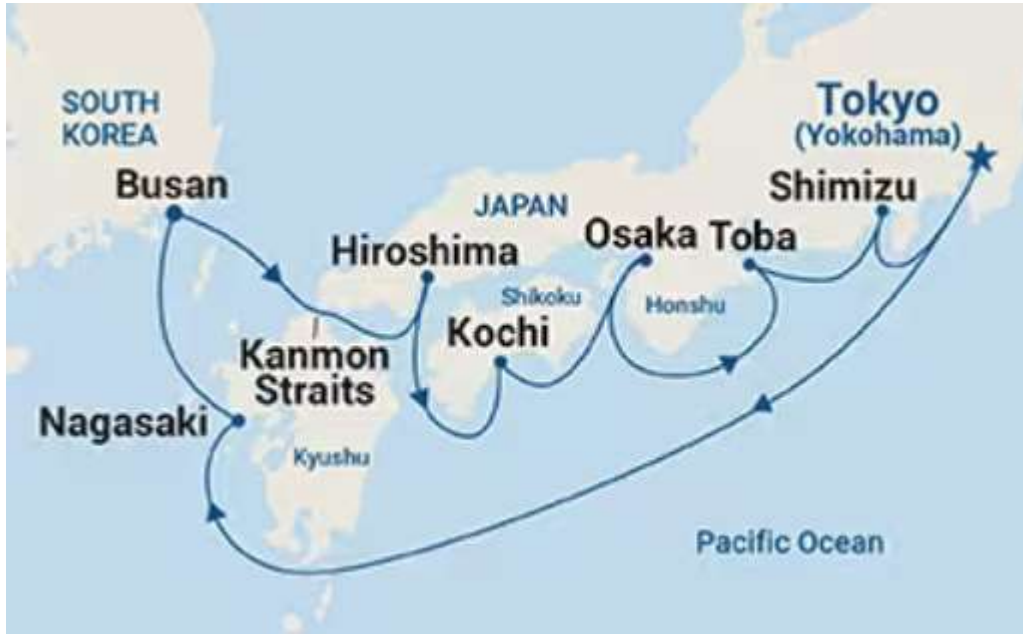 SOUTH
KOREA
Tokyo
(Yokohama)
Busan
Shimizu
JAPAN
Hiroshima
Osaka
Toba
Shikoku
Honshu
Kochi
Kanmon
Straits
Nagasaki
Kyushu
Pacific Ocean